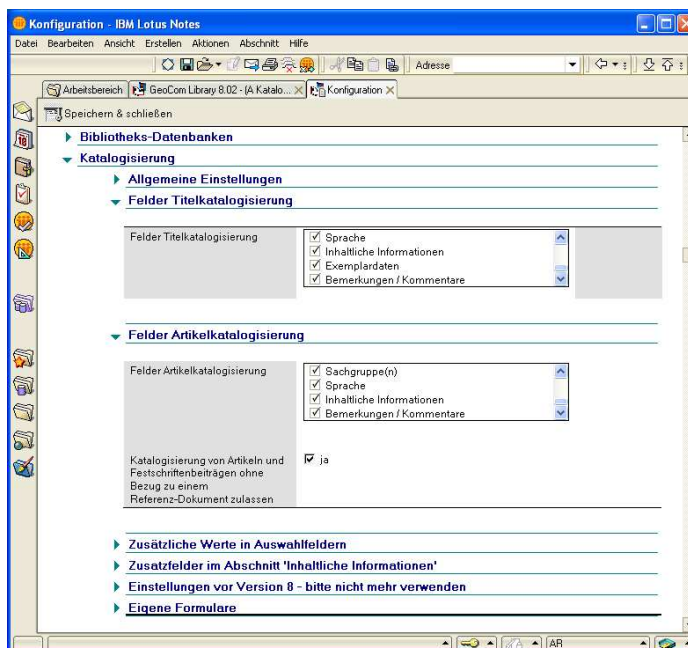 Konfiguration - IBM Lotus Notes
Datei Bearbeiten Ansicht Erstellen Aktionen Abschnitt Hilfe
Adresse
Arbeitsbereich GeoCom Library 8.02 - (A Katalo... Konfiguration
Speichern & schließen
Bibliotheks-Datenbanken
Katalogisierung
Allgemeine Einstellungen
Felder Titelkatalogisierung
Felder Titelkatalogisierung
Sprache
Inhaltliche Informationen
Exemplardaten
Bemerkungen / Kommentare
Felder Artikelkatalogisierung
Felder Artikelkatalogisierung
Sachgruppe(n)
Sprache
Inhaltliche Informationen
Bemerkungen / Kommentare
Katalogisierung von Artikeln und
Festschriftenbeiträgen ohne
Bezug zu einem
Referenz-Dokument zulassen
ja
Zusätzliche Werte in Auswahlfeldern
Zusatzfelder im Abschnitt 'Inhaltliche Informationen'
Einstellungen vor Version 8 - bitte nicht mehr verwenden
Eigene Formulare
AR